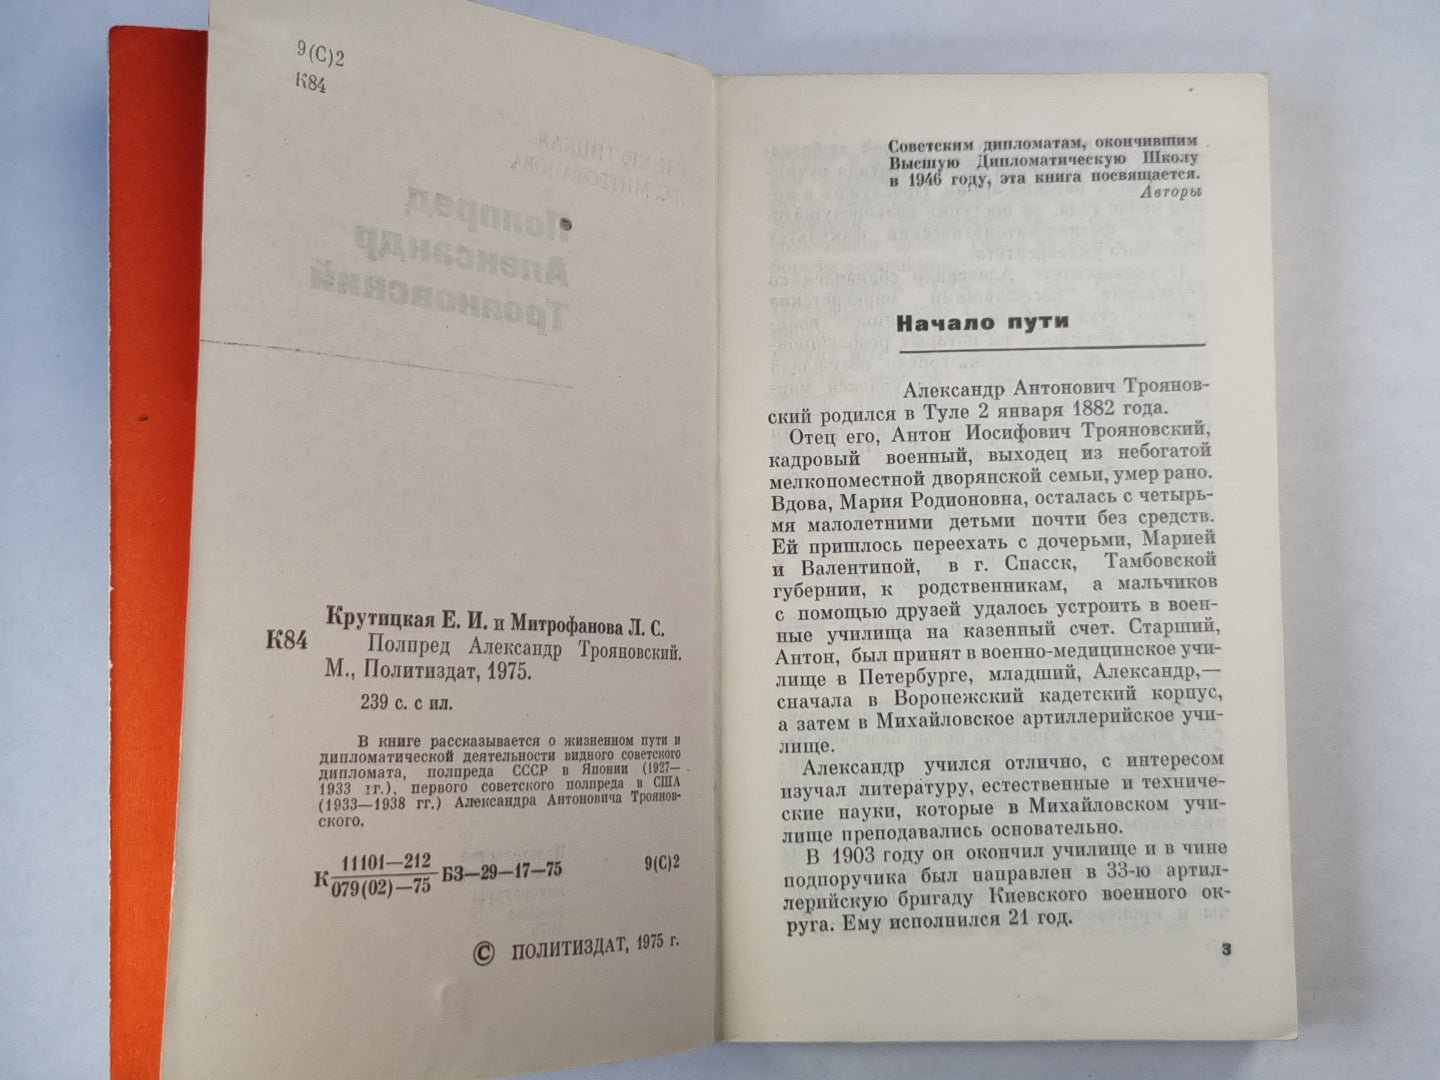 9(С)2
К84
К84
Крутицкая Е. И. и Митрофанова Л. С.
Полпред Александр Трояновский.
М., Политиздат, 1975.
239 с. с ил.
В книге рассказывается о жизненном пути и
дипломатической деятельности видного советского
дипломата, полпреда СССР в Японии (1927—
1933 гг.), первого советского полпреда в США
(1933—1938 гг.) Александра Антоновича Троянов-
ского.
К 11101—212
079(02)—75 БЗ—29—17—75
9(С)2
© ПОЛИТИЗДАТ, 1975 г.
Советским дипломатам, окончившим
Высшую Дипломатическую Школу
в 1946 году, эта книга посвящается.
Авторы
Начало пути
Александр Антонович Трояновский
ский родился в Туле 2 января 1882 года.
Отец его, Антон Иосифович Трояновский,
кадровый военный, выходец из небогатой
мелкопоместной дворянской семьи, умер рано.
Вдова, Мария Родионовна, осталась с четырь-
мя малолетними детьми почти без средств.
Ей пришлось переехать с дочерьми, Марией
и Валентиной, в г. Спасск, Тамбовской
губернии, к родственникам, а мальчиков
с помощью друзей удалось устроить в воен-
ные училища на казенный счет. Старший,
Антон, был принят в военно-медицинское учи-
лище в Петербурге, младший, Александр,—
сначала в Воронежский кадетский корпус,
а затем в Михайловское артиллерийское учи-
лище.
Александр учился отлично, с интересом
изучал литературу, естественные и техниче-
ские науки, которые в Михайловском учи-
лище преподавались основательно.
В 1903 году он окончил училище и в чине
подпоручика был направлен в 33-ю артил-
лерийскую бригаду Киевского военного ок-
руга. Ему исполнился 21 год.
3